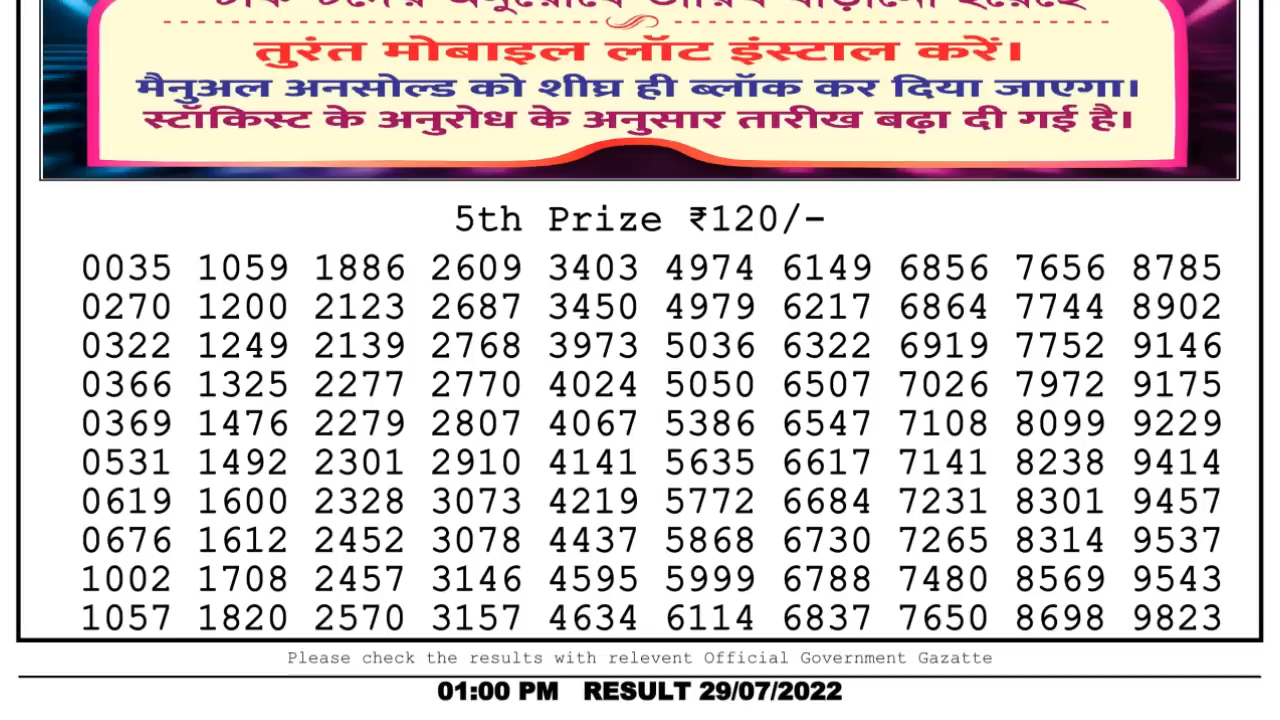 तुरंत मोबाइल लॉट इंस्टाल करें।
मैनुअल अनसोल्ड को शीघ्र ही ब्लॉक कर दिया जाएगा।
स्टॉकिस्ट के अनुरोध के अनुसार तारीख बढ़ा दी गई है।
5th Prize ₹120/-
0035 1059 1886 2609 3403 4974 6149 6856 7656 8785
0270 1200 2123 2687 3450 4979 6217 6864 7744 8902
0322 1249 2139 2768 3973 5036 6322 6919 7752 9146
0366 1325 2277 2770 4024 5050 6507 7026 7972 9175
0369 1476 2279 2807 4067 5386 6547 7108 8099 9229
0531 1492 2301 2910 4141 5635 6617 7141 8238 9414
0619 1600 2328 3073 4219 5772 6684 7231 8301 9457
0676 1612 2452 3078 4437 5868 6730 7265 8314 9537
1002 1708 2457 3146 4595 5999 6788 7480 8569 9543
1057 1820 2570 3157 4634 6114 6837 7650 8698 9823
Please check the results with relevent Official Government Gazatte
01:00 PM RESULT 29/07/2022